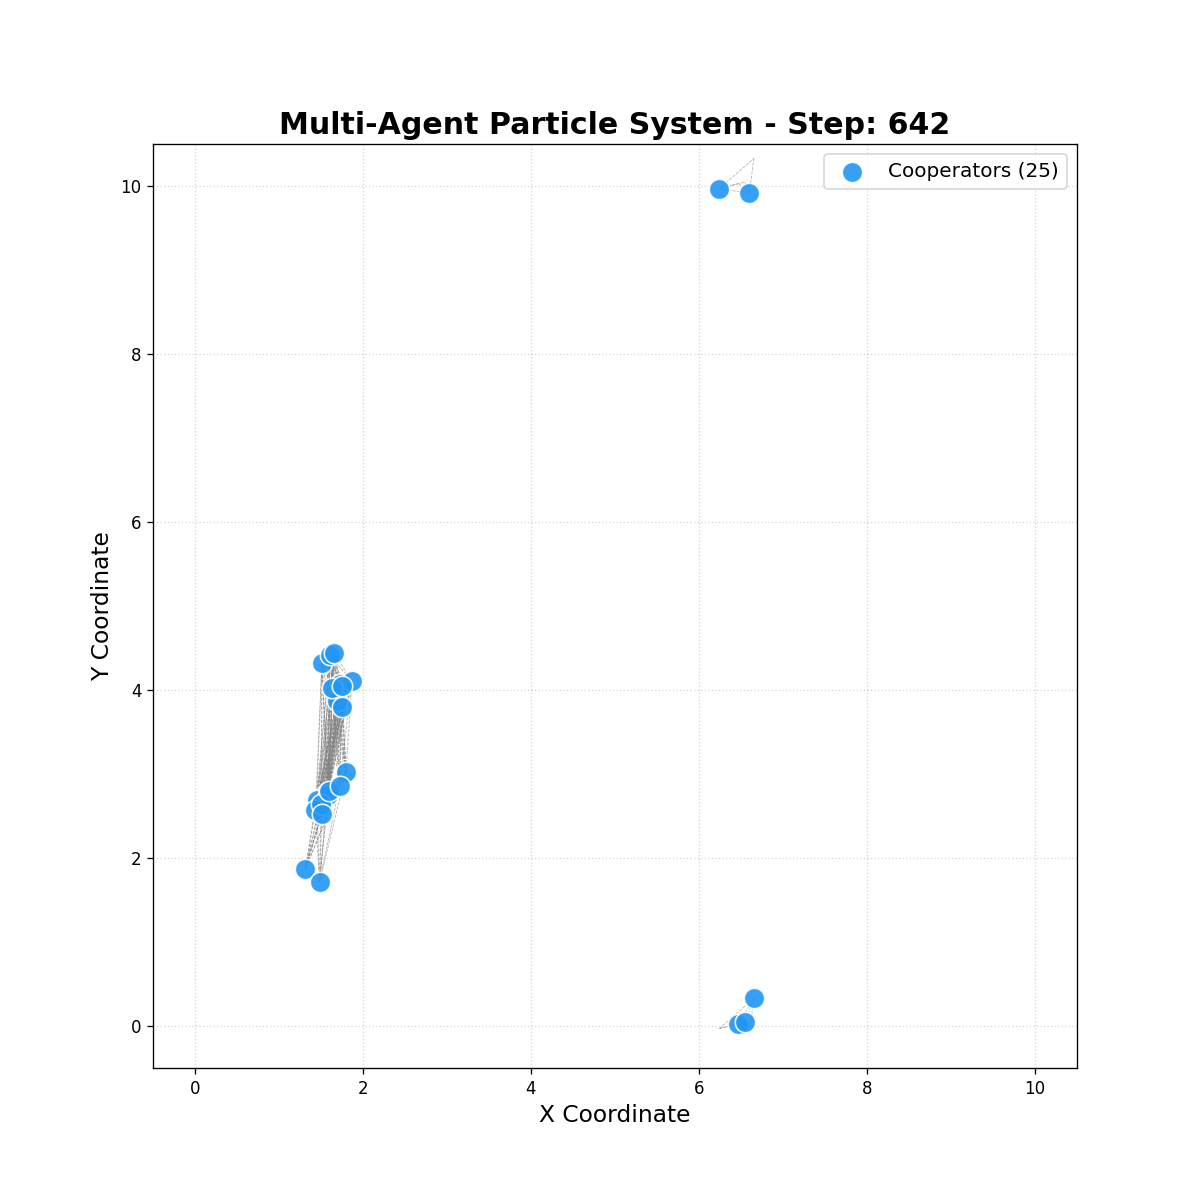 Multi-Agent Particle System - Step: 642
Cooperators (25)
10
8
6
4
2
0
Y Coordinate
0 2 4 6 8 10
X Coordinate